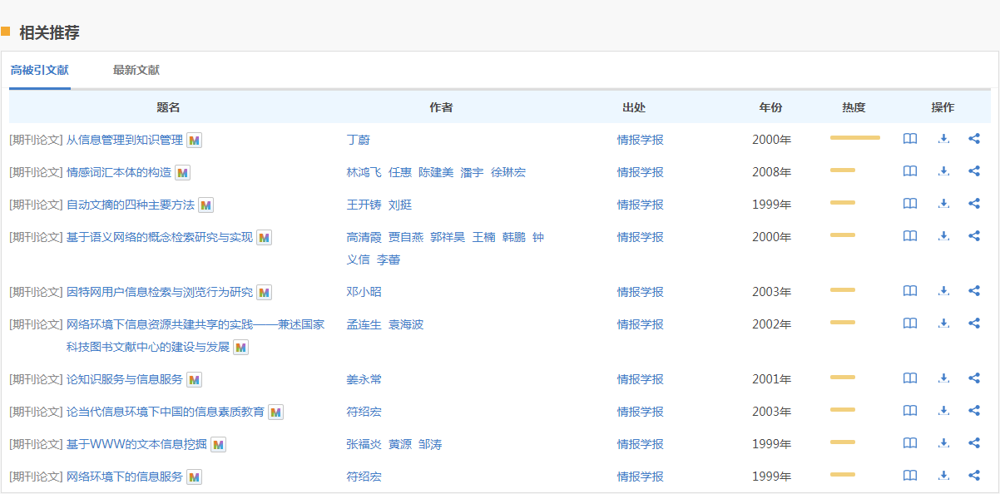 相关推荐
高被引文献 最新文献
题名 作者 出处 年份 热度 操作
[期刊论文] 从信息管理到知识管理 M 丁蔚 情报学报 2000年
[期刊论文] 情感词汇本体的构造 M 林鸿飞 任惠 陈建美 潘宇 徐琳宏 情报学报 2008年
[期刊论文] 自动文摘的四种主要方法 M 王开铸 刘挺 情报学报 1999年
[期刊论文] 基于语义网络的概念检索研究与实现 M 高清霞 贾自燕 郭祥昊 王楠 韩鹏 钟 情报学报 2000年
义信 李蕾
[期刊论文] 因特网用户信息检索与浏览行为研究 M 邓小昭 情报学报 2003年
[期刊论文] 网络环境下信息资源共建共享的实践——兼述国家 孟连生 袁海波 情报学报 2002年
科技图书文献中心的建设与发展 M
[期刊论文] 论知识服务与信息服务 M 姜永常 情报学报 2001年
[期刊论文] 论当代信息环境下中国的信息素质教育 M 符绍宏 情报学报 2003年
[期刊论文] 基于WWW的文本信息挖掘 M 张福炎 黄源 邹涛 情报学报 1999年
[期刊论文] 网络环境下的信息服务 M 符绍宏 情报学报 1999年